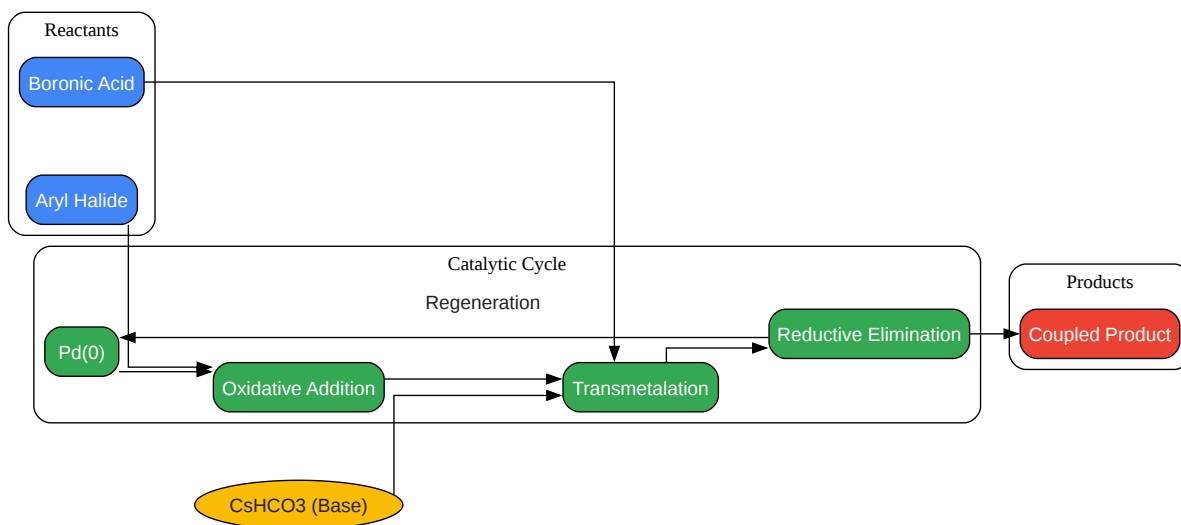 Reactants
Boronic Acid
Aryl Halide
Catalytic Cycle
Regeneration
Pd(0)
Oxidative Addition
Transmetalation
Reductive Elimination
Products
Coupled Product
CsHCO3 (Base)